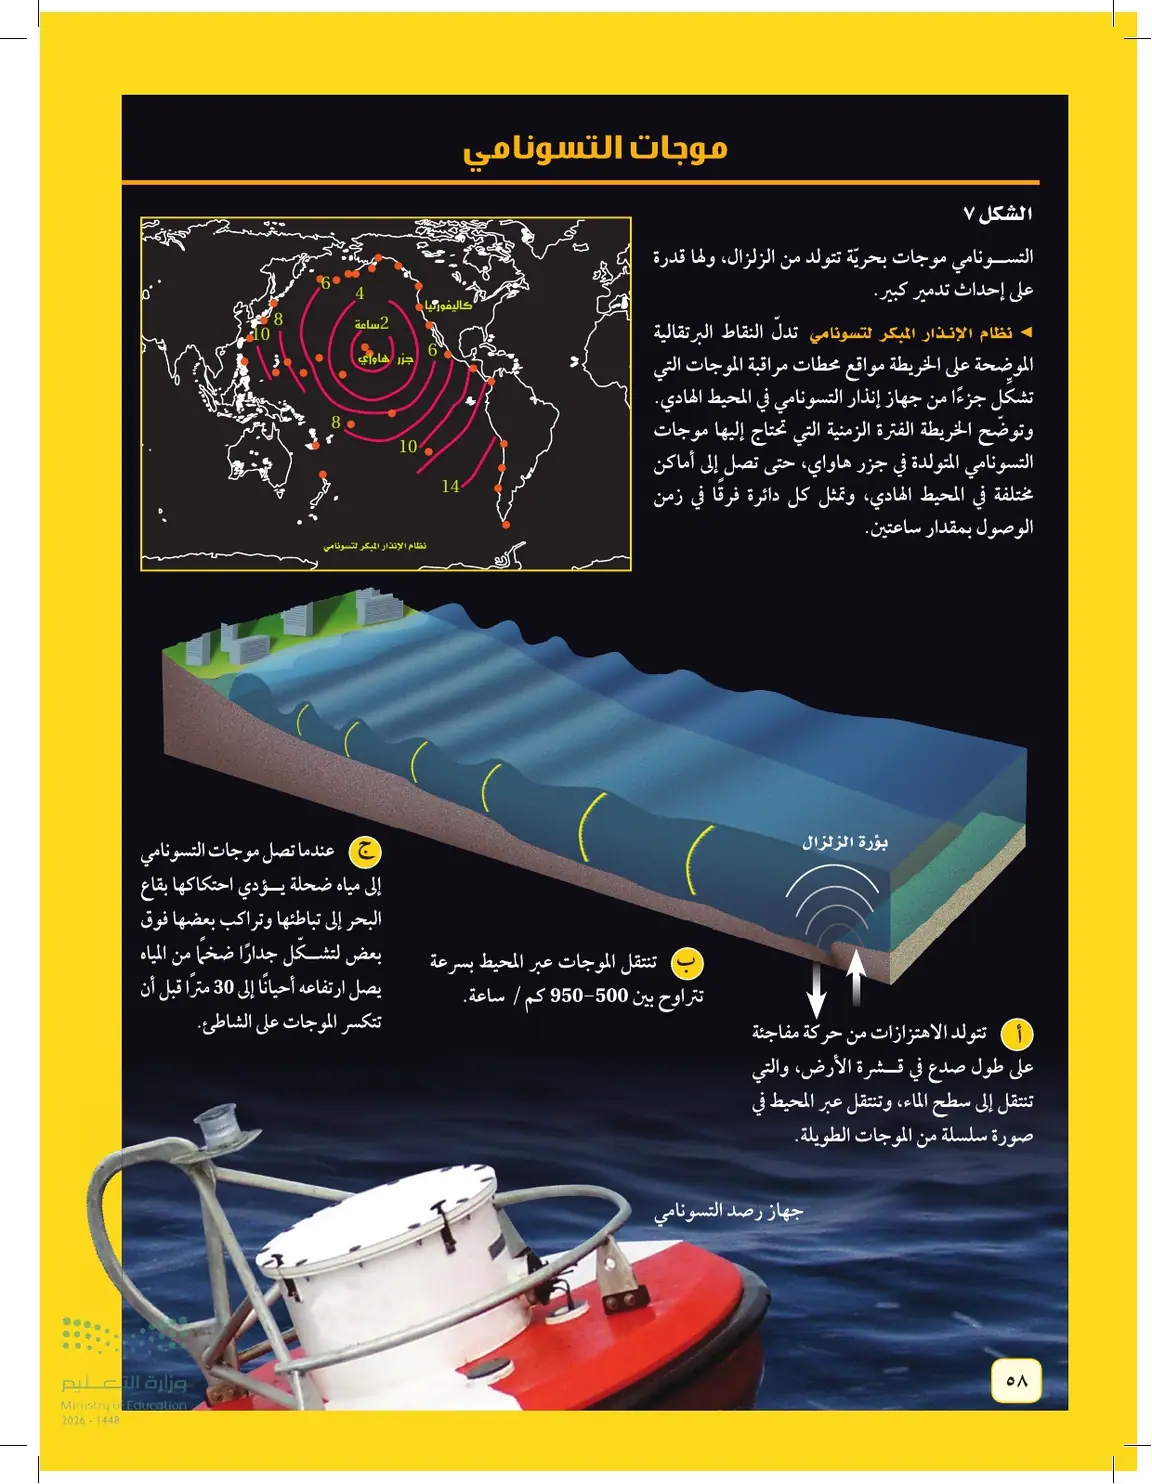 موجات التسونامي
الشكل ٧
التسونامي موجات بحريّة تتولد من الزلزال، ولها قدرة
على إحداث تدمير كبير.
◄ نظام الإنذار المبكر لتسونامي تدلّ النقاط البرتقالية
الموضحة على الخريطة مواقع محطات مراقبة الموجات التي
تشكِّل جزءًا من جهاز إنذار التسونامي في المحيط الهادي.
وتوضّح الخريطة الفترة الزمنية التي تحتاج إليها موجات
التسونامي المتولدة في جزر هاواي، حتى تصل إلى أماكن
مختلفة في المحيط الهادي، وتمثل كل دائرة فرقًا في زمن
الوصول بمقدار ساعتين.
6
4
كاليفورنيا
8
2ساعة
10
6
جزر هاواي
8
10
14
نظام الإنذار المبكر لتسونامي
بؤرة الزلزال
أ تتولد الاهتزازات من حركة مفاجئة
على طول صدع في قشرة الأرض، والتي
تنتقل إلى سطح الماء، وتنتقل عبر المحيط في
صورة سلسلة من الموجات الطويلة.
ب تنتقل الموجات عبر المحيط بسرعة
تتراوح بين 500–950 كم / ساعة.
ج عندما تصل موجات التسونامي
إلى مياه ضحلة يؤدي احتكاكها بقاع
البحر إلى تباطئها وتراكب بعضها فوق
بعض لتشكّل جدارًا ضخمًا من المياه
يصل ارتفاعه أحيانًا إلى 30 مترًا قبل أن
تتكسر الموجات على الشاطئ.
جهاز رصد التسونامي
٥٨
وزارة التعليم
Ministry of Education
2026 - 1448